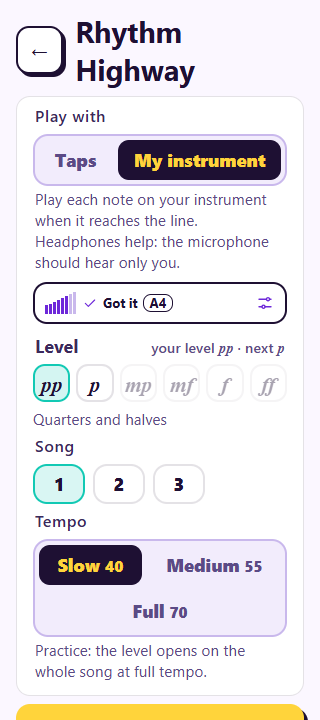 ←
Rhythm
Highway
Play with
Taps My instrument
Play each note on your instrument
when it reaches the line.
Headphones help: the microphone
should hear only you.
Got it A4
Level your level pp · next p
pp p mp mf f ff
Quarters and halves
Song
1 2 3
Tempo
Slow 40 Medium 55
Full 70
Practice: the level opens on the
whole song at full tempo.